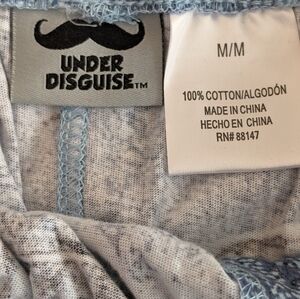 UNDER
DISGUISE™
M/M
100% COTTON/ALGODÓN
MADE IN CHINA
HECHO EN CHINA
RN# 88147